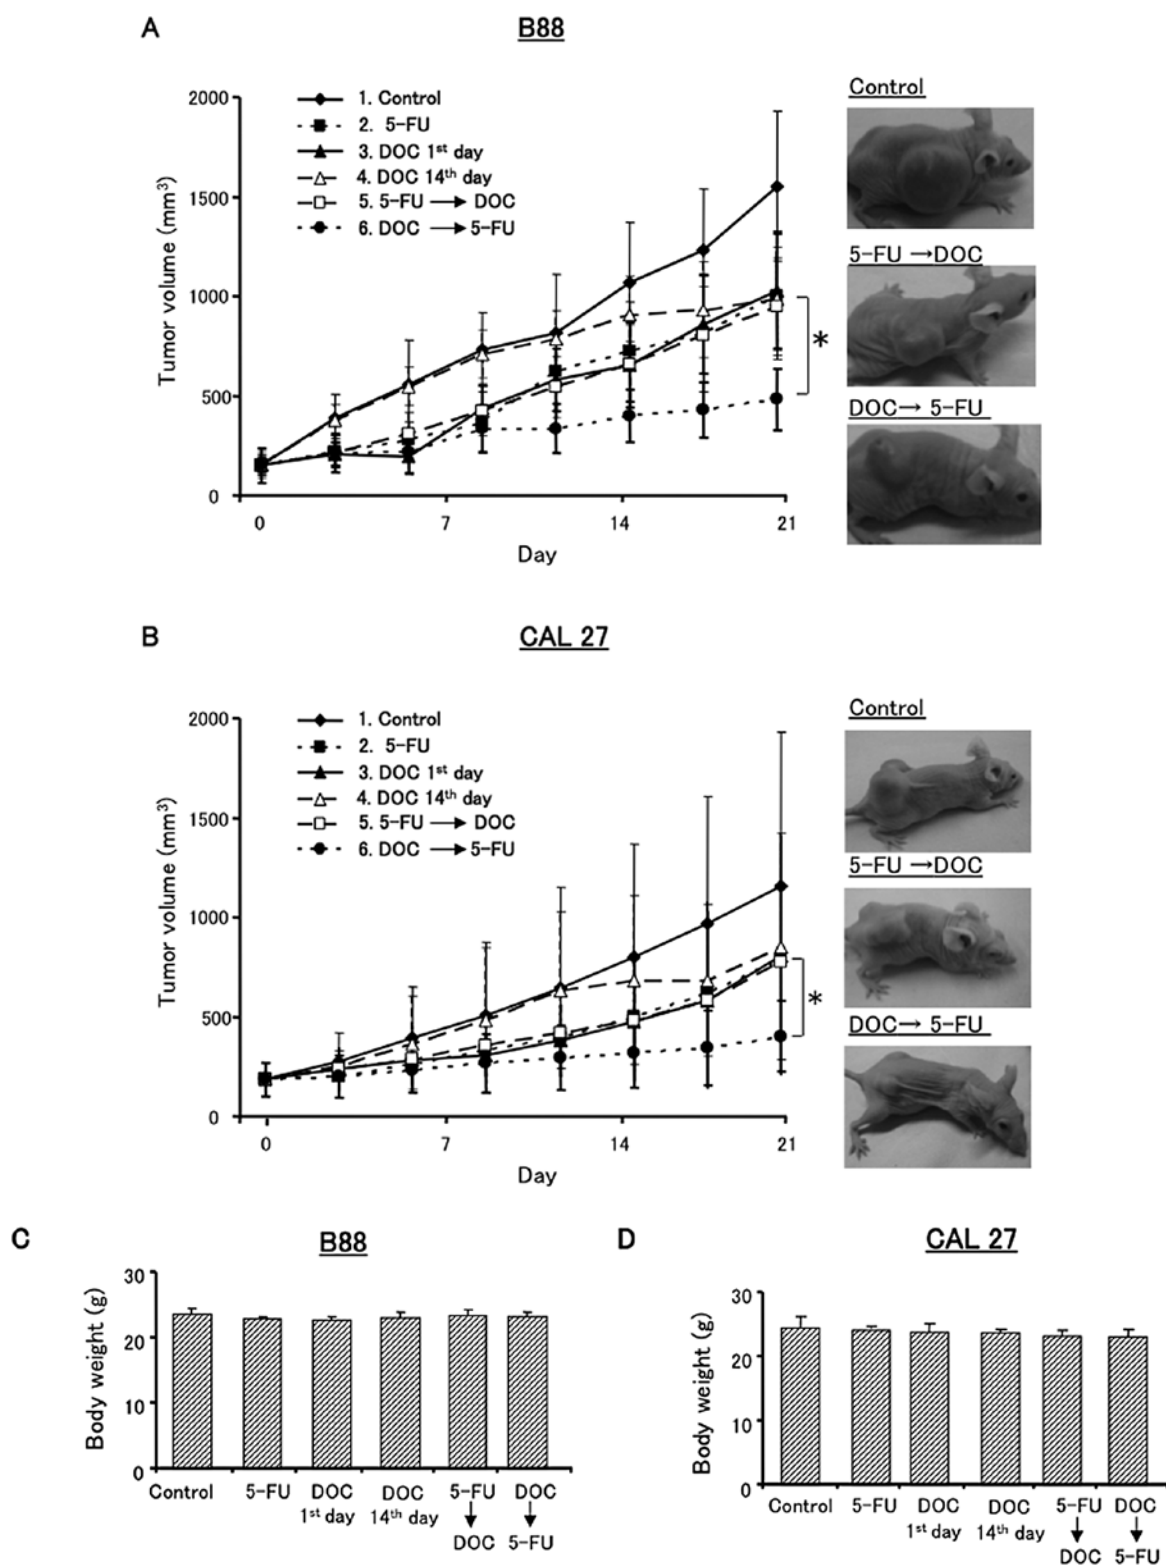 A
B88
2000
1500
1000
500
0
Tumor volume (mm³)
1. Control
2. 5-FU
3. DOC 1st day
4. DOC 14th day
5. 5-FU → DOC
6. DOC → 5-FU
*
0 7 14 21
Day
Control
5-FU →DOC
DOC→ 5-FU
B
CAL 27
2000
1500
1000
500
0
Tumor volume (mm³)
1. Control
2. 5-FU
3. DOC 1st day
4. DOC 14th day
5. 5-FU → DOC
6. DOC → 5-FU
*
0 7 14 21
Day
Control
5-FU →DOC
DOC→ 5-FU
C
B88
30
20
10
0
Body weight (g)
Control 5-FU DOC DOC 5-FU DOC
1st day 14th day ↓ ↓
DOC 5-FU
D
CAL 27
30
20
10
0
Body weight (g)
Control 5-FU DOC DOC 5-FU DOC
1st day 14th day ↓ ↓
DOC 5-FU